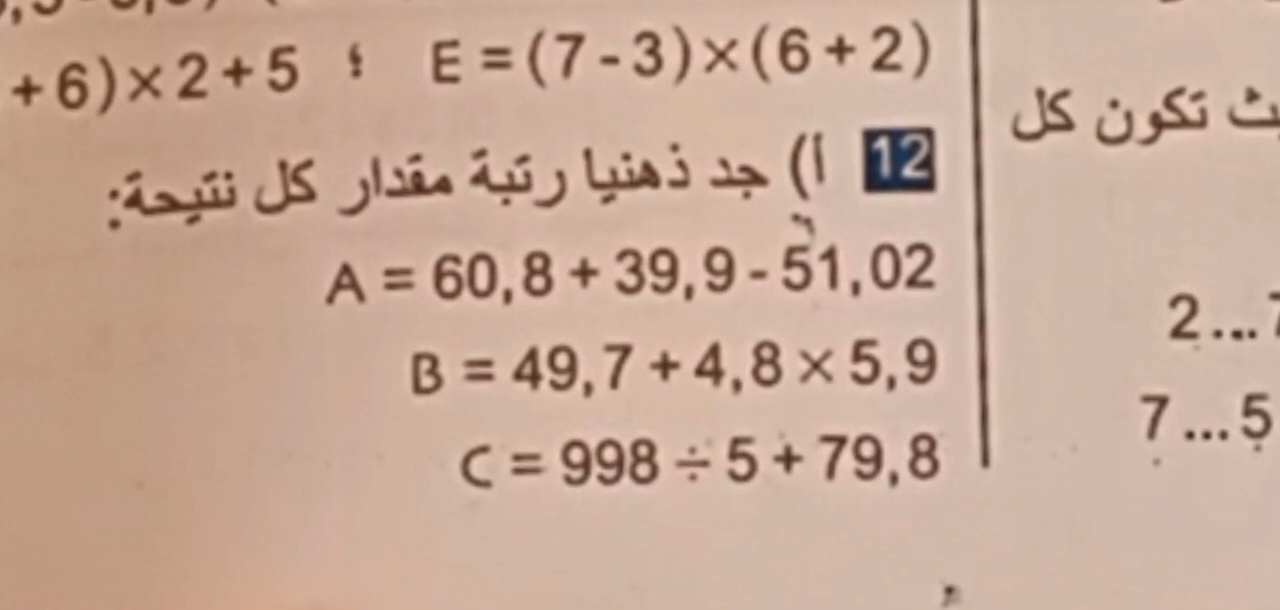 +6)×2+5 ؛ E=(7-3)×(6+2)
12 أ) جد ذهنيا رتبة مقدار كل نتيجة:
A = 60,8 + 39,9 - 51,02
B = 49,7 + 4,8 × 5,9
C = 998 ÷ 5 + 79,8
تكون كل
2...
7...5